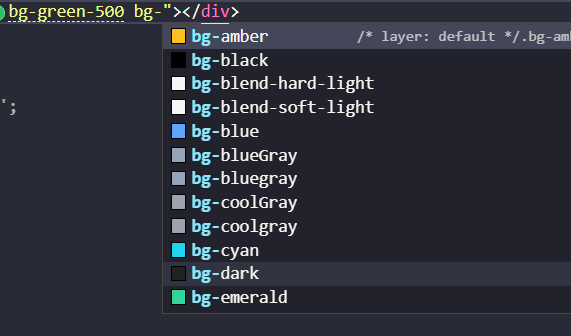 bg-green-500 bg-"></div>
bg-amber /* layer: default */.bg-am
bg-black
bg-blend-hard-light
bg-blend-soft-light
bg-blue
bg-blueGray
bg-bluegray
bg-coolGray
bg-coolgray
bg-cyan
bg-dark
bg-emerald
';